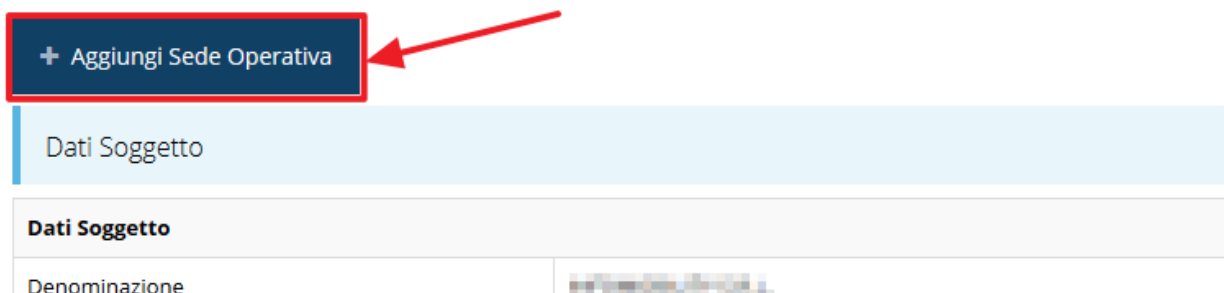 + Aggiungi Sede Operativa
Dati Soggetto
Dati Soggetto
Denominazione